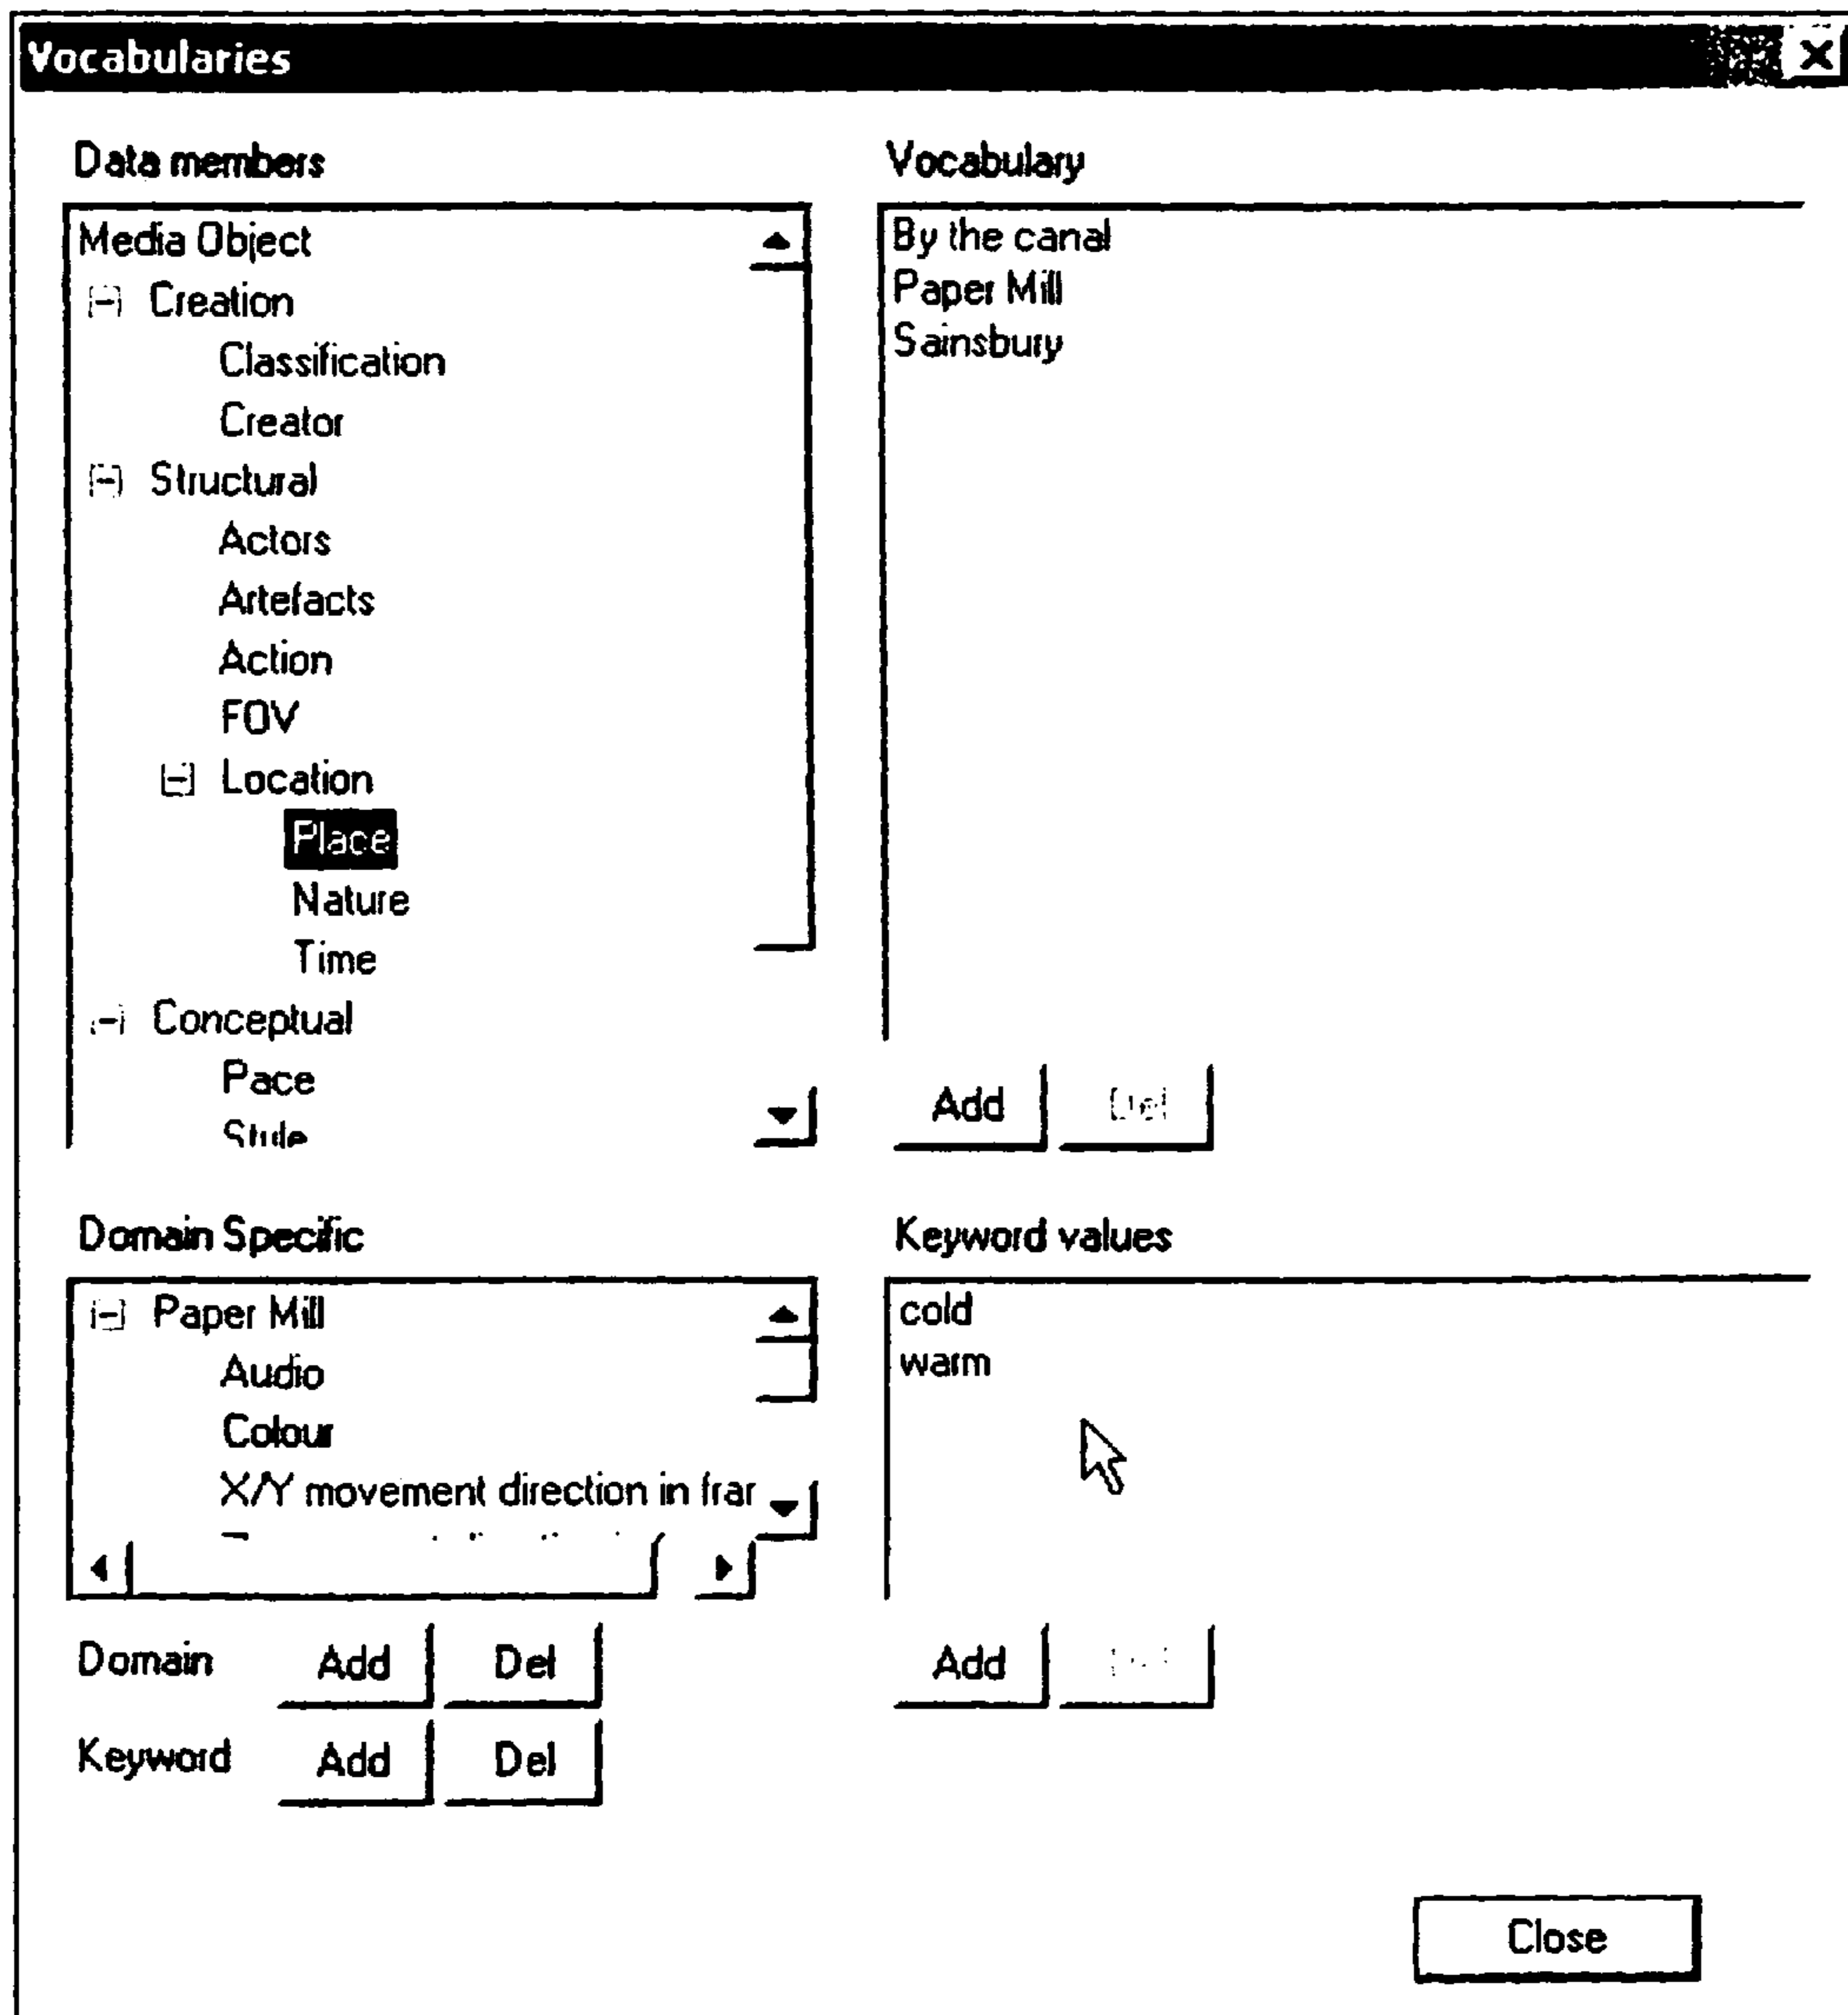 Vocabularies
Data members
Media Object
Creation
Classification
Creator
Structural
Actors
Artefacts
Action
FOV
Location
Place
Nature
Time
Conceptual
Pace
Style
Vocabulary
By the canal
Paper Mill
Sainsbury
Add Del
Domain Specific
Paper Mill
Audio
Colour
X/Y movement direction in frar
Domain Add Del
Keyword Add Del
Keyword values
cold
warm
Add
Close